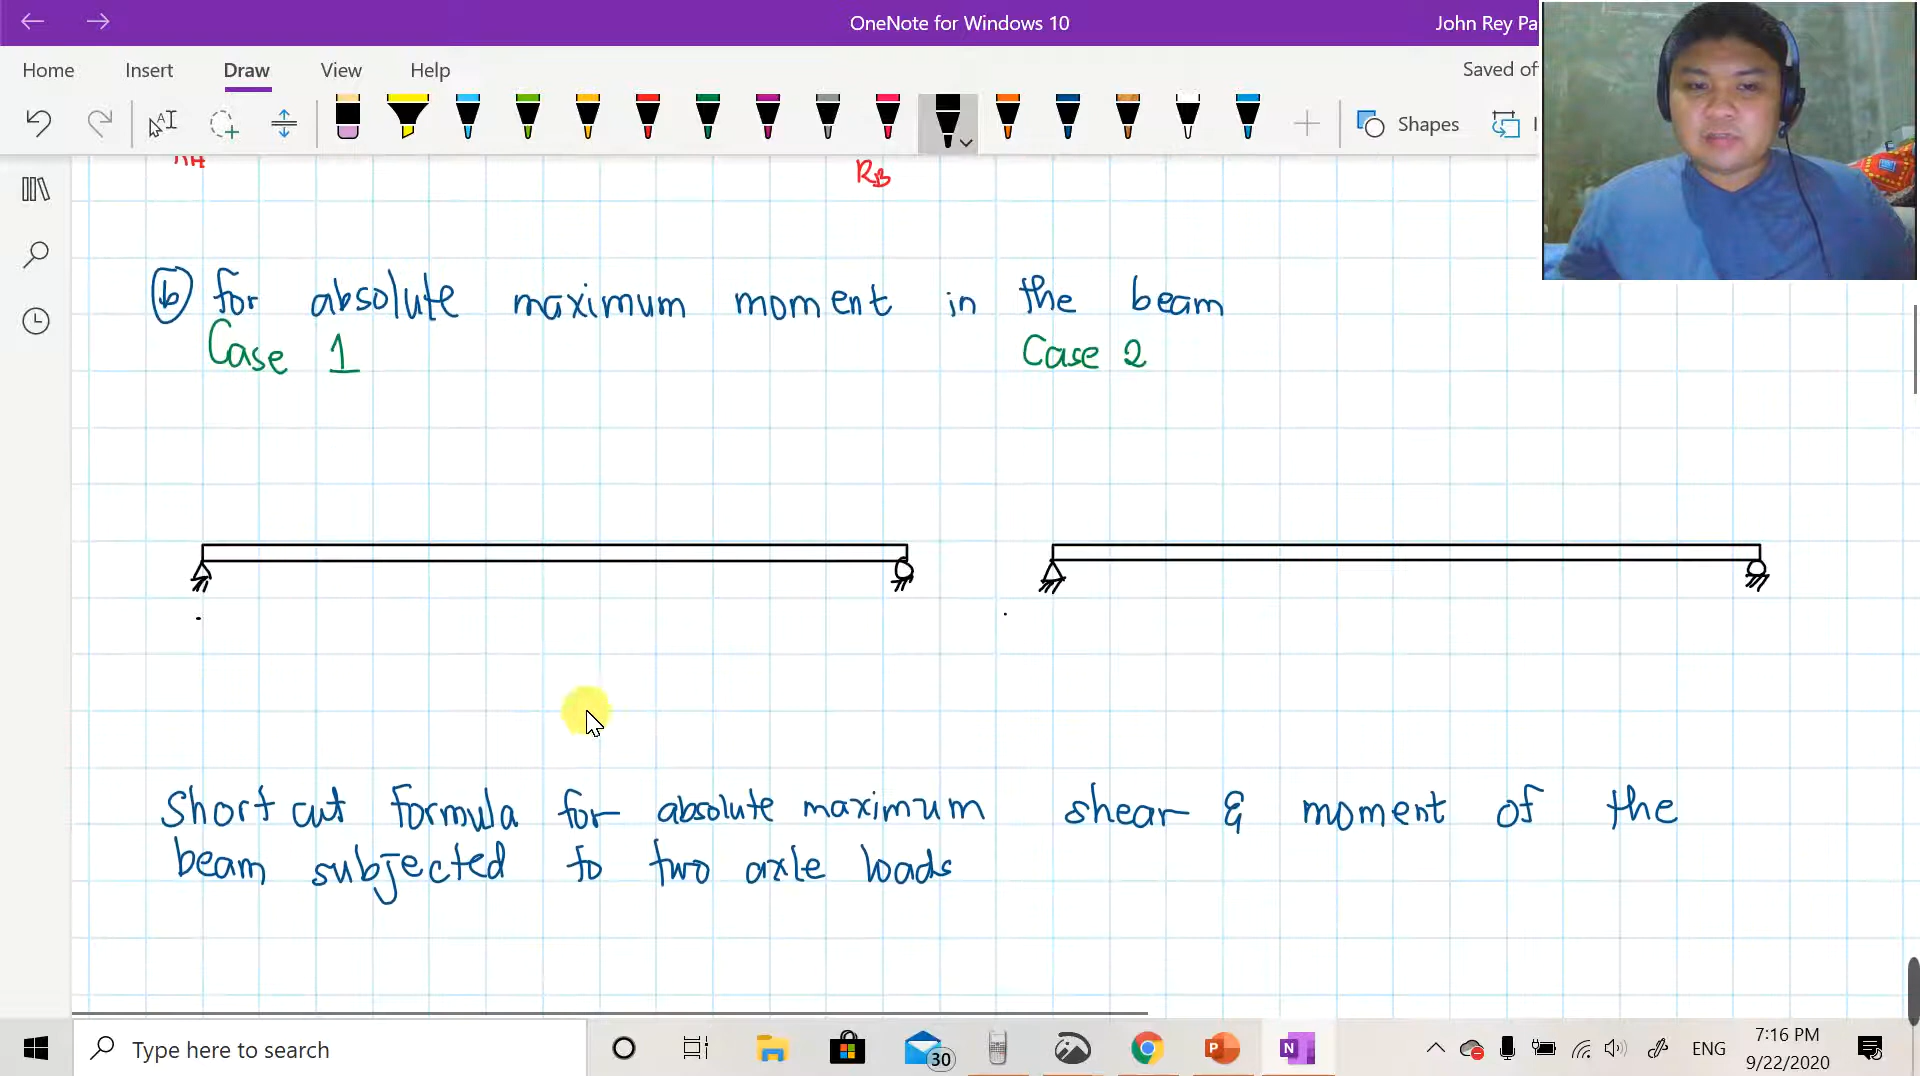 OneNote for Windows 10
John Rey Pa
Home Insert Draw View Help
Saved of
Shapes
RA
RB
b for absolute maximum moment in the beam
Case 1
Case 2
Short cut formula for absolute maximum shear & moment of the
beam subjected to two axle loads
Type here to search
30
ENG
7:16 PM
9/22/2020